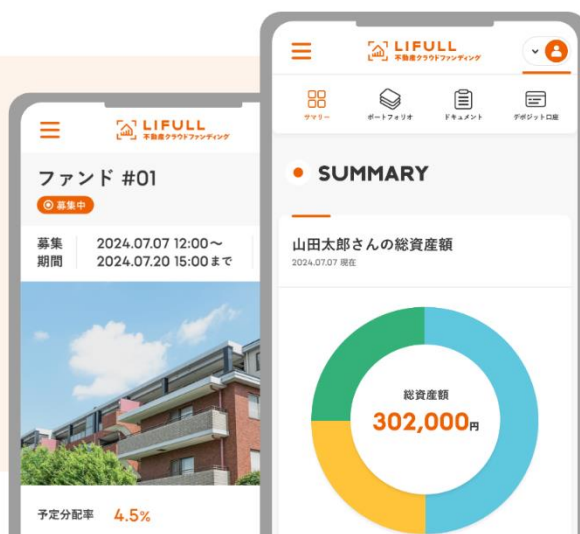 LIFULL
不動産クラウドファンディング
ファンド #01
募集中
募集
期間
2024.07.07 12:00～
2024.07.20 15:00まで
予定分配率 4.5%
LIFULL
不動産クラウドファンディング
サマリー
ポートフォリオ
ドキュメント
デポジット口座
SUMMARY
山田太郎さんの総資産額
2024.07.07 現在
総資産額
302,000円